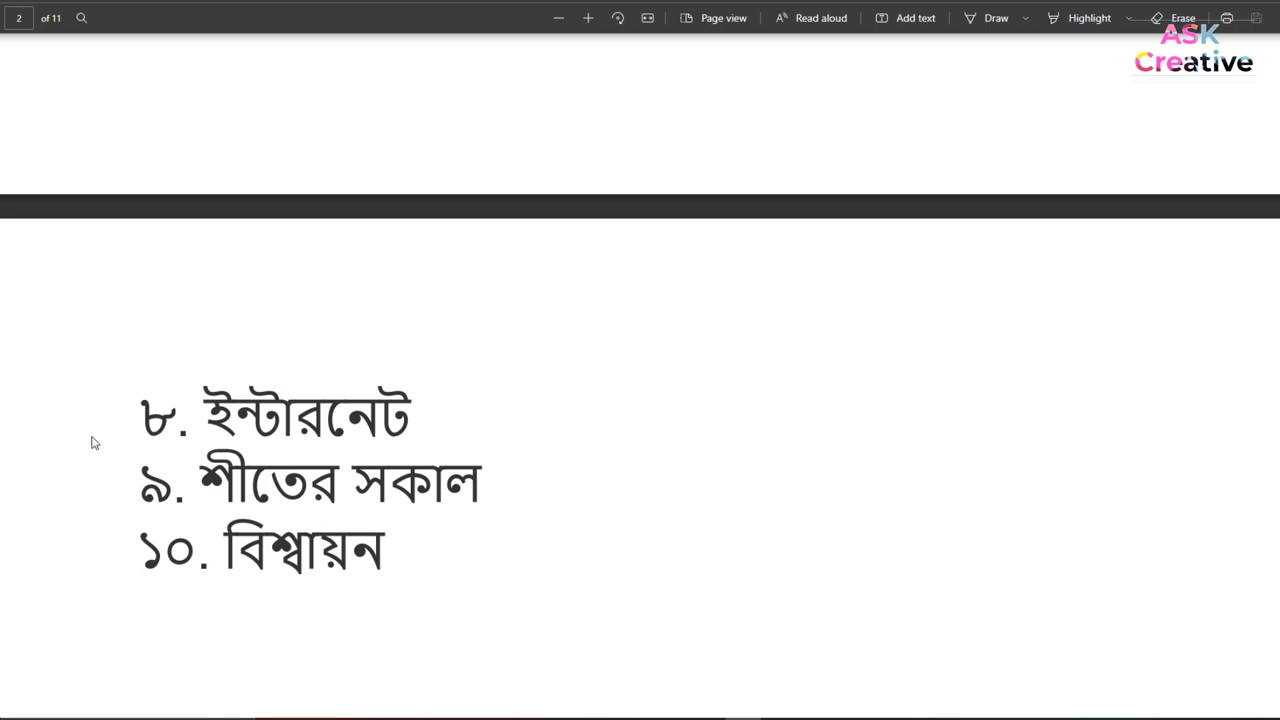 2 of 11 Page view Read aloud Add text Draw Highlight Erase
ASK
Creative
৮. ইন্টারনেট
৯. শীতের সকাল
১০. বিশ্বায়ন